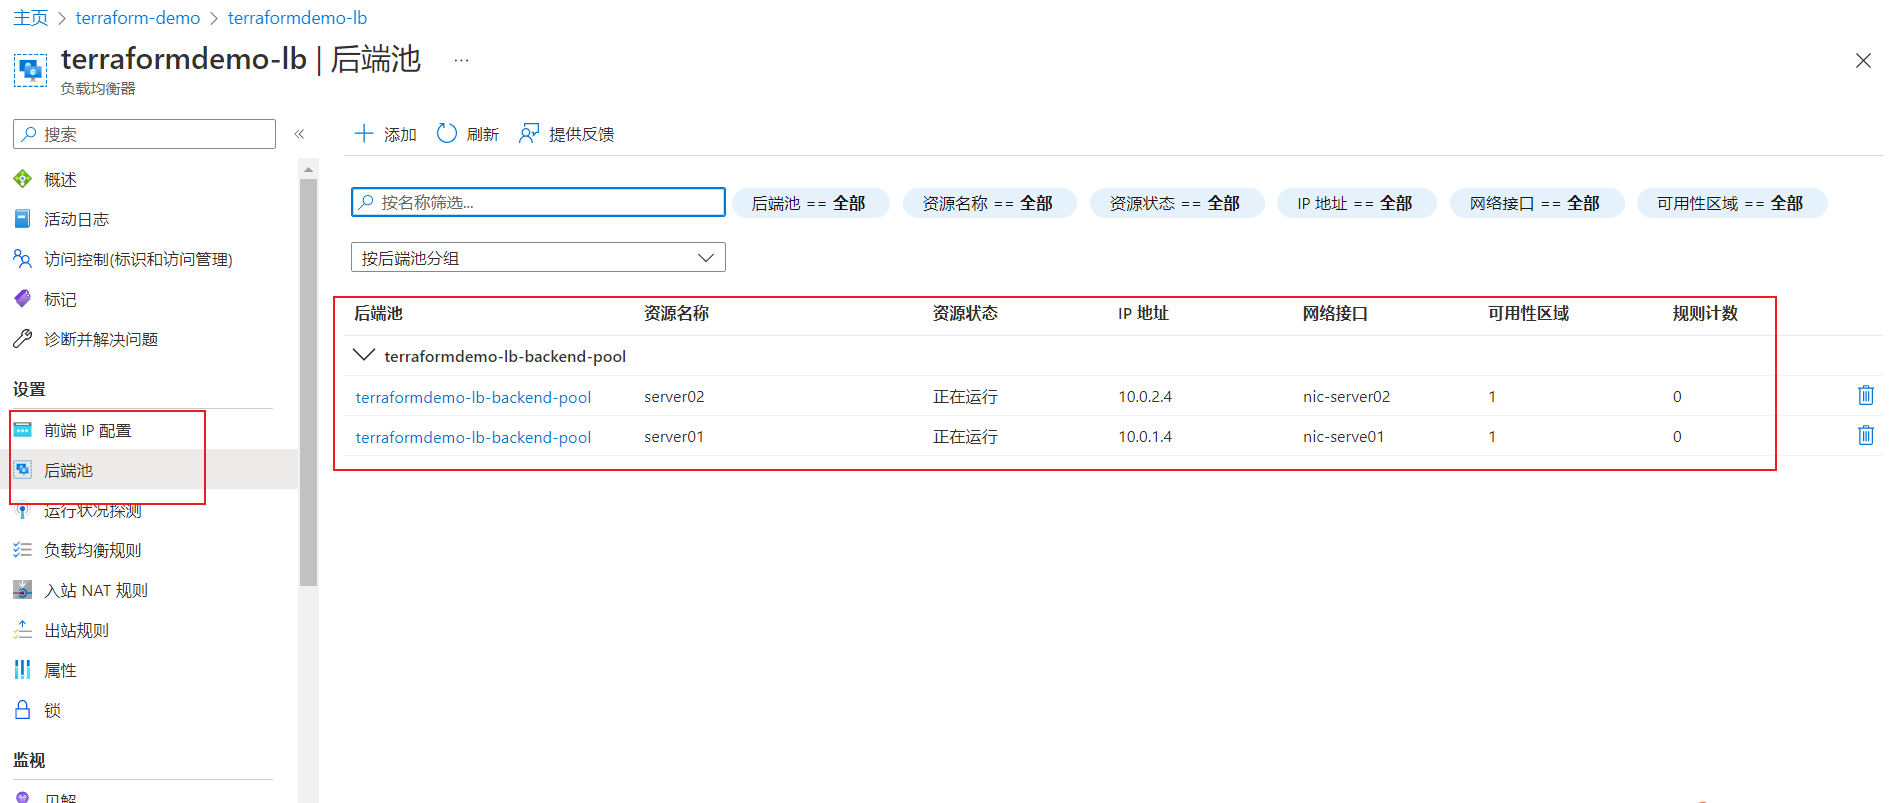 主页 > terraform-demo > terraformdemo-lb
terraformdemo-lb | 后端池 ...
负载均衡器
搜索
«
添加 刷新 提供反馈
概述
活动日志
访问控制(标识和访问管理)
标记
诊断并解决问题
设置
前端 IP 配置
后端池
运行状况探测
负载均衡规则
入站 NAT 规则
出站规则
属性
锁
监视
见解
按名称筛选... 后端池 == 全部 资源名称 == 全部 资源状态 == 全部 IP 地址 == 全部 网络接口 == 全部 可用性区域 == 全部
按后端池分组
后端池 资源名称 资源状态 IP 地址 网络接口 可用性区域 规则计数
terraformdemo-lb-backend-pool
terraformdemo-lb-backend-pool server02 正在运行 10.0.2.4 nic-server02 1 0
terraformdemo-lb-backend-pool server01 正在运行 10.0.1.4 nic-serve01 1 0